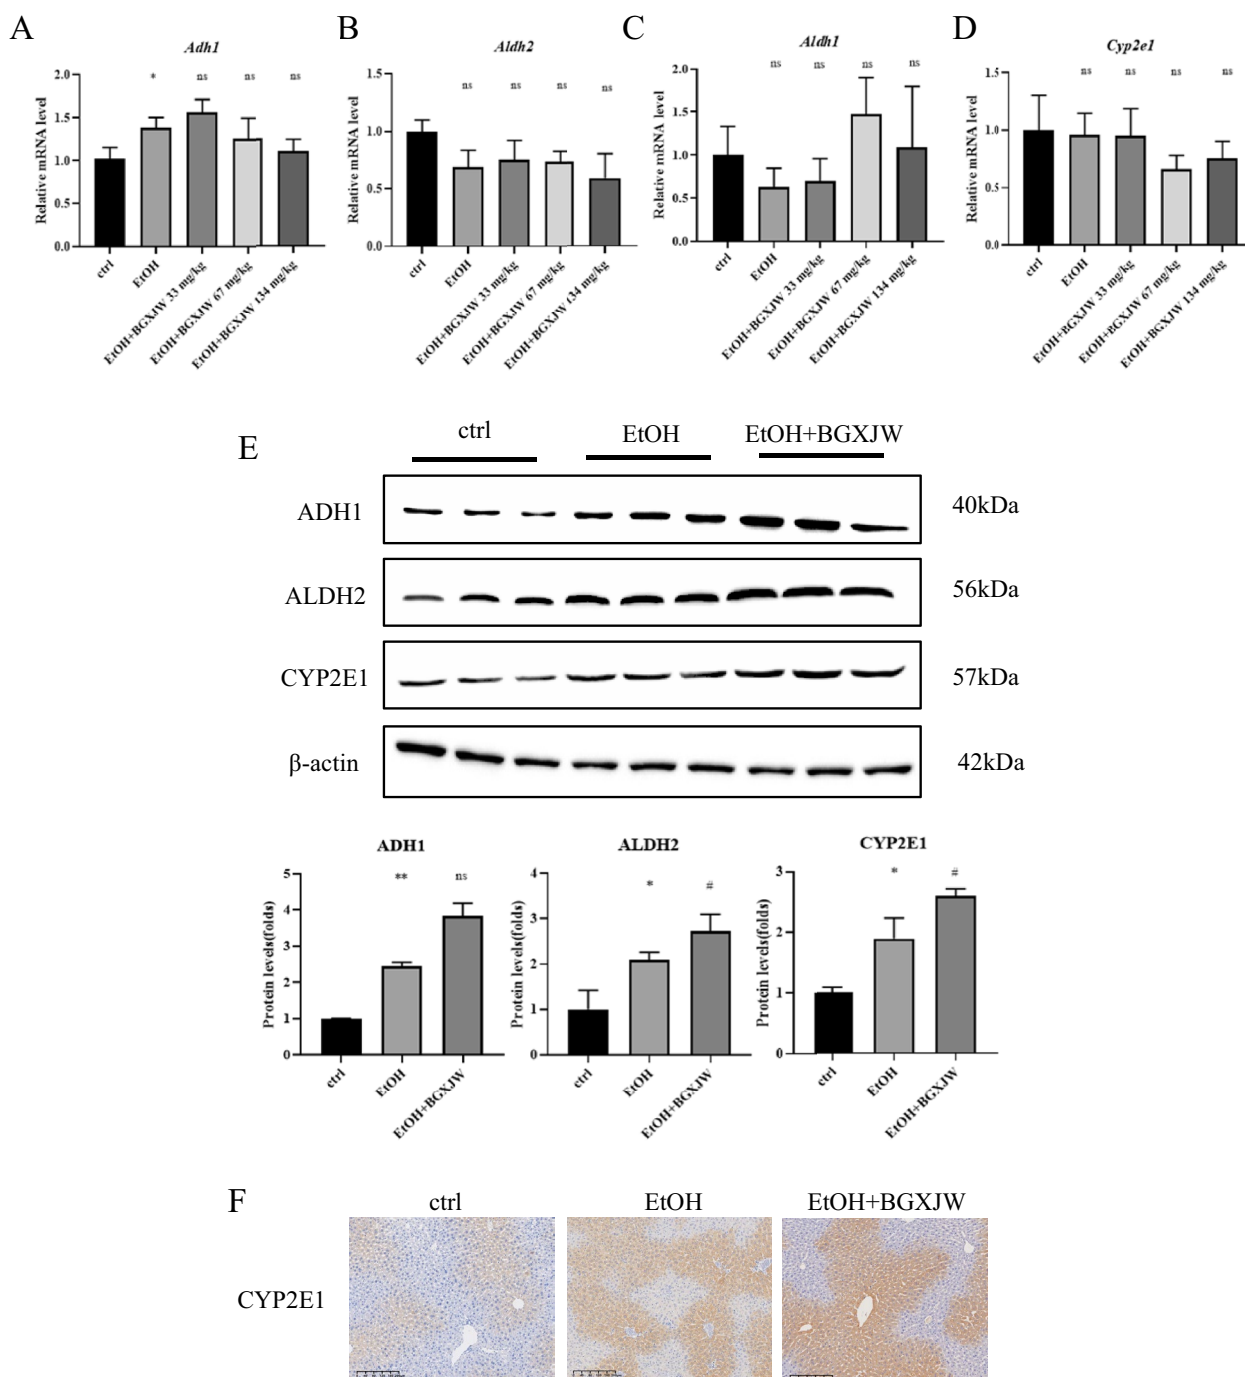 A
Adh1
Relative mRNA level
2.0
1.5
1.0
0.5
0.0
*
ns
ns
ns
ctrl
EtOH
EtOH+BGXJW 33 mg/kg
EtOH+BGXJW 67 mg/kg
EtOH+BGXJW 134 mg/kg
B
Aldh2
Relative mRNA level
1.5
1.0
0.5
0.0
ns
ns
ns
ns
ctrl
EtOH
EtOH+BGXJW 33 mg/kg
EtOH+BGXJW 67 mg/kg
EtOH+BGXJW 134 mg/kg
C
Aldh1
Relative mRNA level
2.0
1.5
1.0
0.5
0.0
ns
ns
ns
ns
ctrl
EtOH
EtOH+BGXJW 33 mg/kg
EtOH+BGXJW 67 mg/kg
EtOH+BGXJW 134 mg/kg
D
Cyp2e1
Relative mRNA level
1.5
1.0
0.5
0.0
ns
ns
ns
ns
ctrl
EtOH
EtOH+BGXJW 33 mg/kg
EtOH+BGXJW 67 mg/kg
EtOH+BGXJW 134 mg/kg
E
ctrl
EtOH
EtOH+BGXJW
ADH1
40kDa
ALDH2
56kDa
CYP2E1
57kDa
β-actin
42kDa
ADH1
Protein levels(folds)
5
4
3
2
1
0
**
ns
ctrl
EtOH
EtOH+BGXJW
ALDH2
Protein levels(folds)
4
3
2
1
0
*
#
ctrl
EtOH
EtOH+BGXJW
CYP2E1
Protein levels(folds)
3
2
1
0
*
#
ctrl
EtOH
EtOH+BGXJW
F
ctrl
EtOH
EtOH+BGXJW
CYP2E1